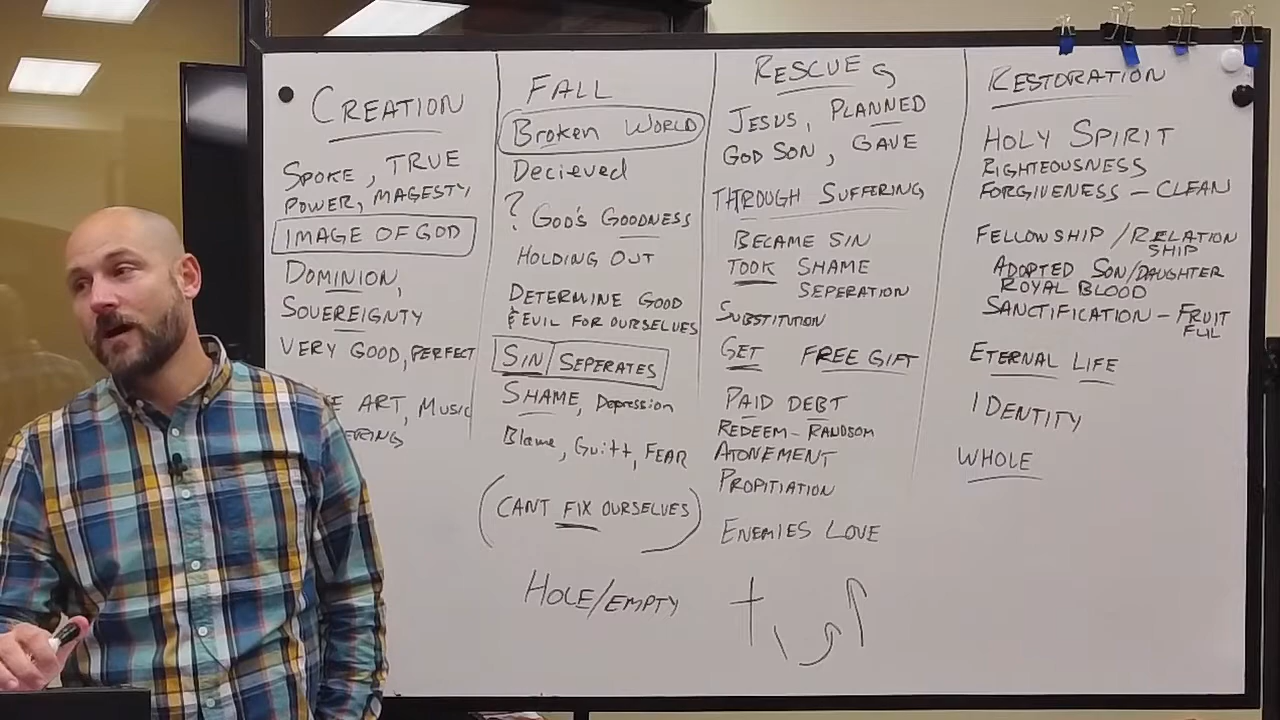 CREATION
SPOKE, TRUE
POWER, MAGESTY
IMAGE OF GOD
DOMINION,
SOVEREIGNTY
VERY GOOD, PERFECT
ART, MUSIC
FALL
BROKEN WORLD
Decieved
? GOD'S GOODNESS
HOLDING OUT
DETERMINE GOOD
& EVIL FOR OURSELVES
SIN/SEPERATES
SHAME, Depression
Blame, Guitt, FEAR
(CANT FIX OURSELVES)
HOLE/EMPTY
RESCUE
JESUS, PLANNED
GOD SON, GAVE
THROUGH SUFFERING
BECAME SIN
TOOK SHAME
SEPERATION
SUBSTITUTION
GET FREE GIFT
PAID DEBT
REDEEM - RANDSOM
ATONEMENT
PROPITIATION
ENEMIES LOVE
RESTORATION
HOLY SPIRIT
RIGHTEOUSNESS
FORGIVENESS - CLEAN
FELLOWSHIP / RELATION
SHIP
ADOPTED SON/DAUGHTER
ROYAL BLOOD
SANCTIFICATION - FRUIT
FUL
ETERNAL LIFE
IDENTITY
WHOLE